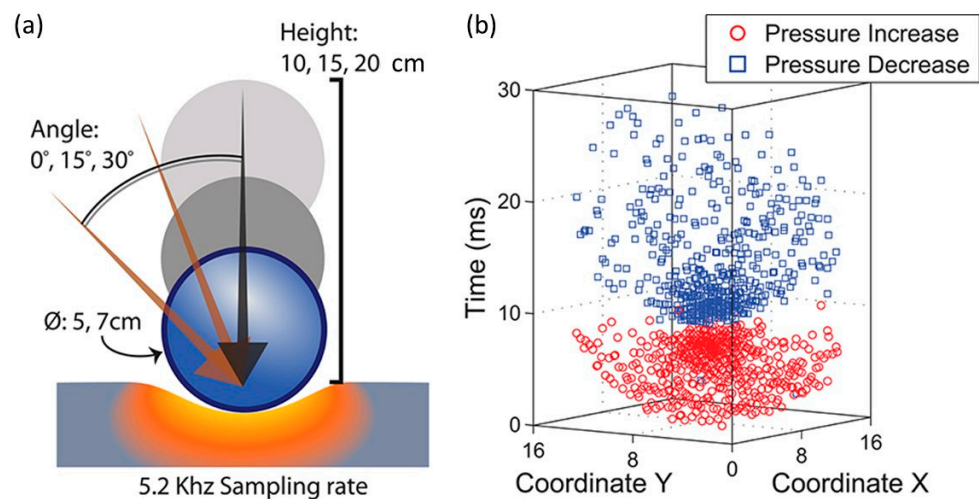 (a)
Height:
10, 15, 20 cm
Angle:
0°, 15°, 30°
Ø: 5, 7cm
5.2 Khz Sampling rate
(b)
Pressure Increase
Pressure Decrease
30
20
10
0
Time (ms)
16
8
0
8
16
Coordinate Y
Coordinate X